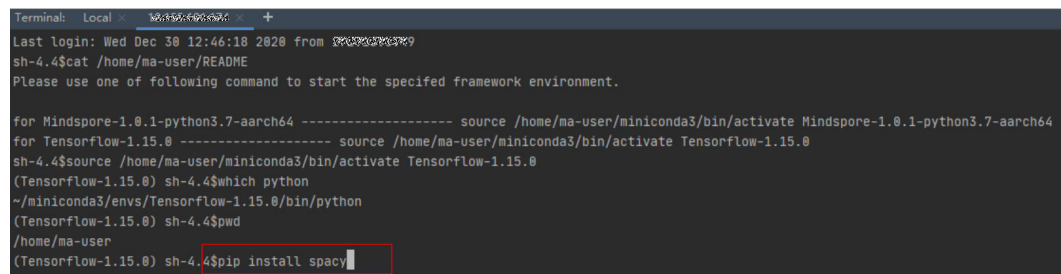 Terminal: Local × × +
Last login: Wed Dec 30 12:46:18 2020 from 9
sh-4.4$cat /home/ma-user/README
Please use one of following command to start the specifed framework environment.
for Mindspore-1.0.1-python3.7-aarch64 -------------------- source /home/ma-user/miniconda3/bin/activate Mindspore-1.0.1-python3.7-aarch64
for Tensorflow-1.15.0 -------------------- source /home/ma-user/miniconda3/bin/activate Tensorflow-1.15.0
sh-4.4$source /home/ma-user/miniconda3/bin/activate Tensorflow-1.15.0
(Tensorflow-1.15.0) sh-4.4$which python
~/miniconda3/envs/Tensorflow-1.15.0/bin/python
(Tensorflow-1.15.0) sh-4.4$pwd
/home/ma-user
(Tensorflow-1.15.0) sh-4.4$pip install spacy